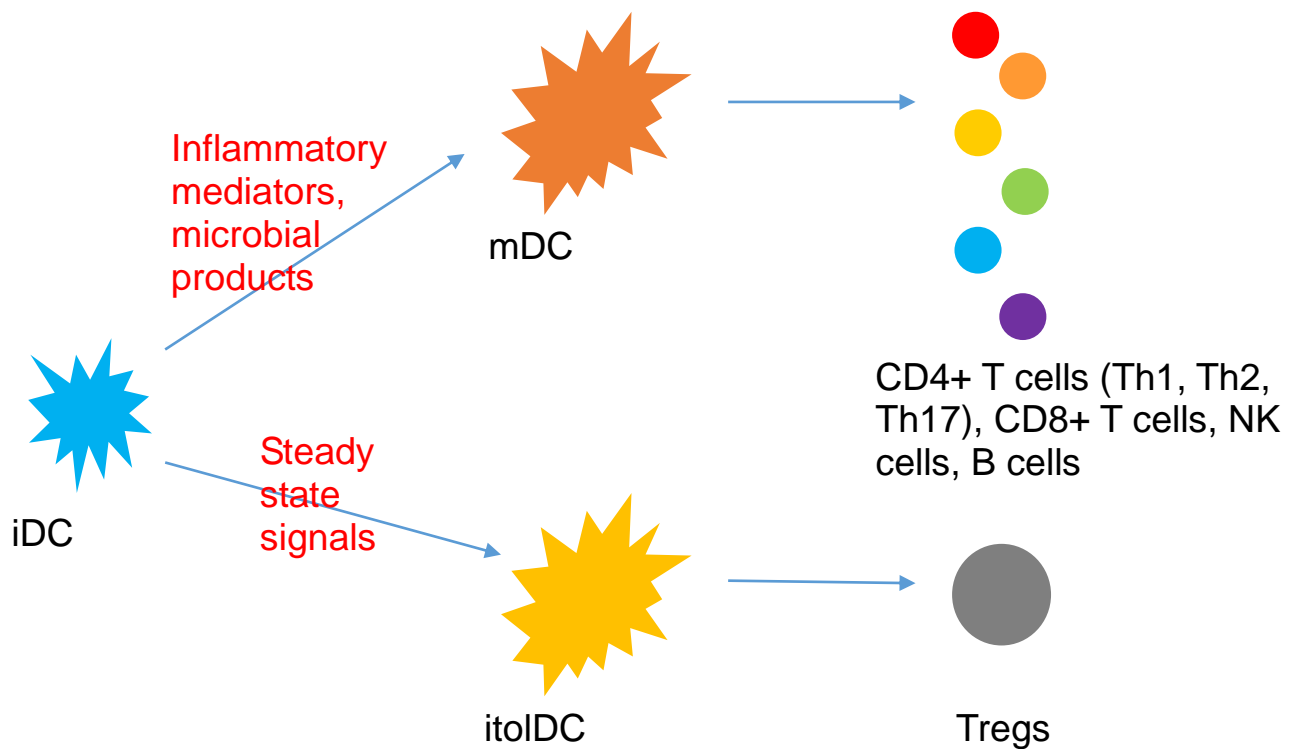 Inflammatory
mediators,
microbial
products
mDC
CD4+ T cells (Th1, Th2,
Th17), CD8+ T cells, NK
cells, B cells
iDC
Steady
state
signals
itolDC
Tregs